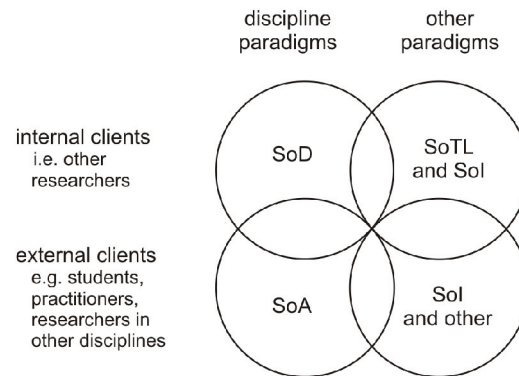 discipline
paradigms
other
paradigms
internal clients
i.e. other
researchers
SoD
SoTL
and SoI
external clients
e.g. students,
practitioners,
researchers in
other disciplines
SoA
SoI
and other